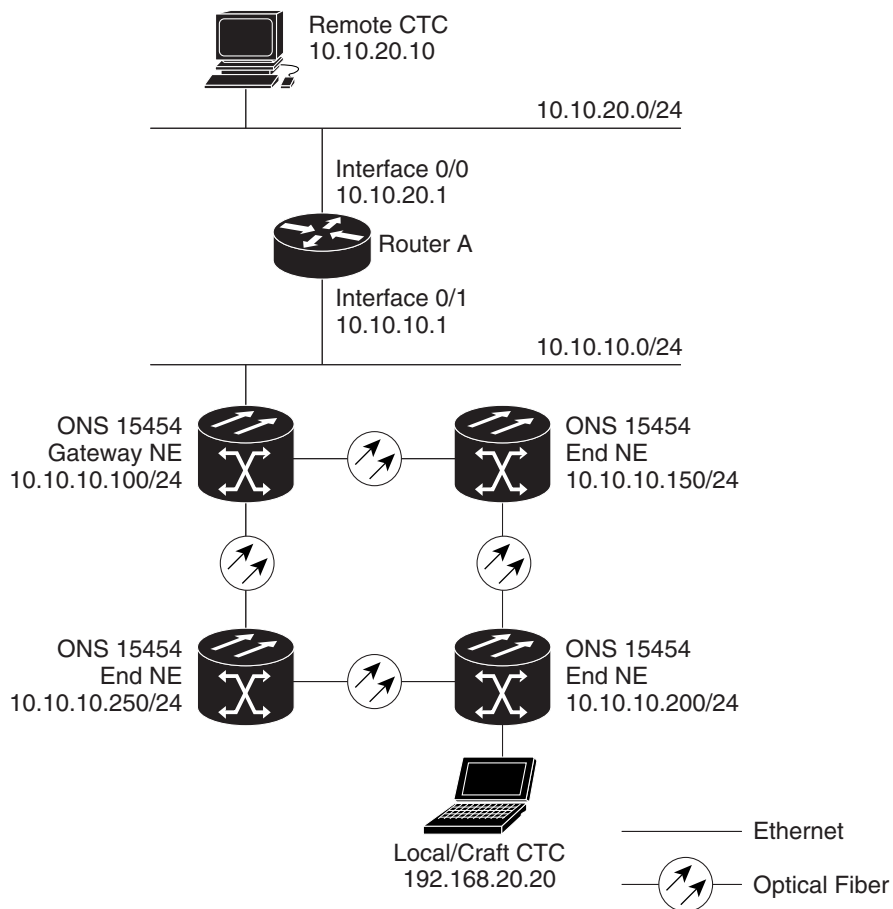 Remote CTC
10.10.20.10
10.10.20.0/24
Interface 0/0
10.10.20.1
Router A
Interface 0/1
10.10.10.1
10.10.10.0/24
ONS 15454
Gateway NE
10.10.10.100/24
ONS 15454
End NE
10.10.10.150/24
ONS 15454
End NE
10.10.10.250/24
ONS 15454
End NE
10.10.10.200/24
Local/Craft CTC
192.168.20.20
Ethernet
Optical Fiber